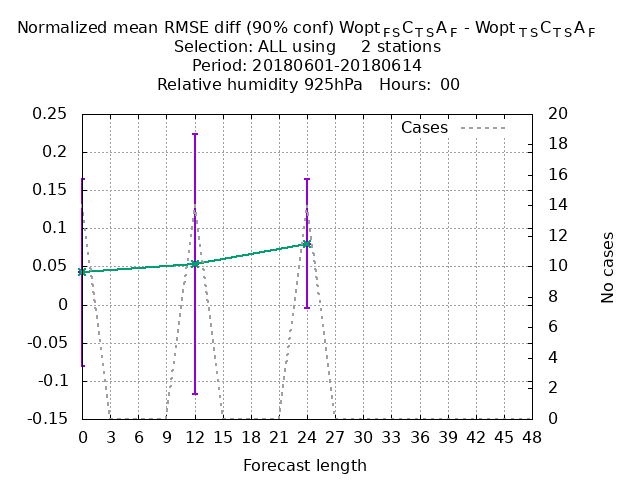 Normalized mean RMSE diff (90% conf) Wopt FS C TS A F - Wopt TS C TS A F
Selection: ALL using 2 stations
Period: 20180601-20180614
Relative humidity 925hPa Hours: 00
Cases
0.25
0.2
0.15
0.1
0.05
0
-0.05
-0.1
-0.15
20
18
16
14
12
10
8
6
4
2
0
No cases
0 3 6 9 12 15 18 21 24 27 30 33 36 39 42 45 48
Forecast length